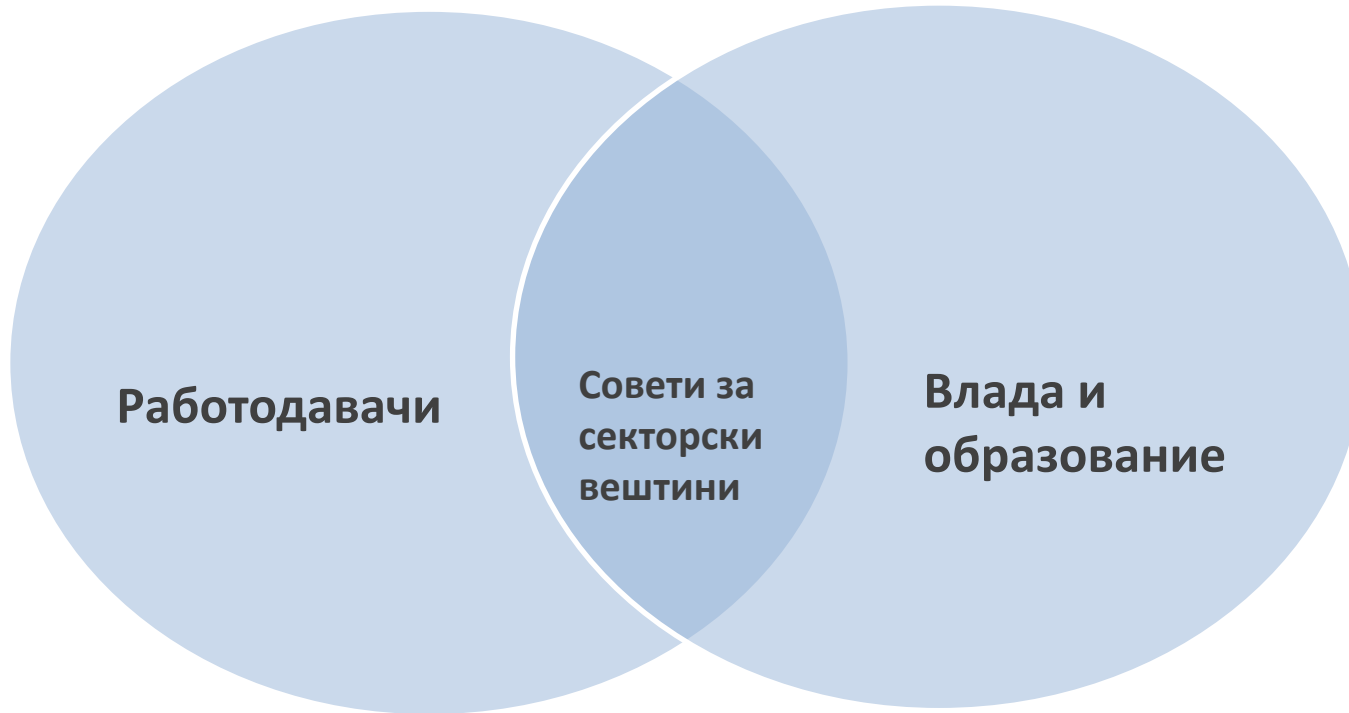 Работодавачи
Совети за
секторски
вештини
Влада и
образование